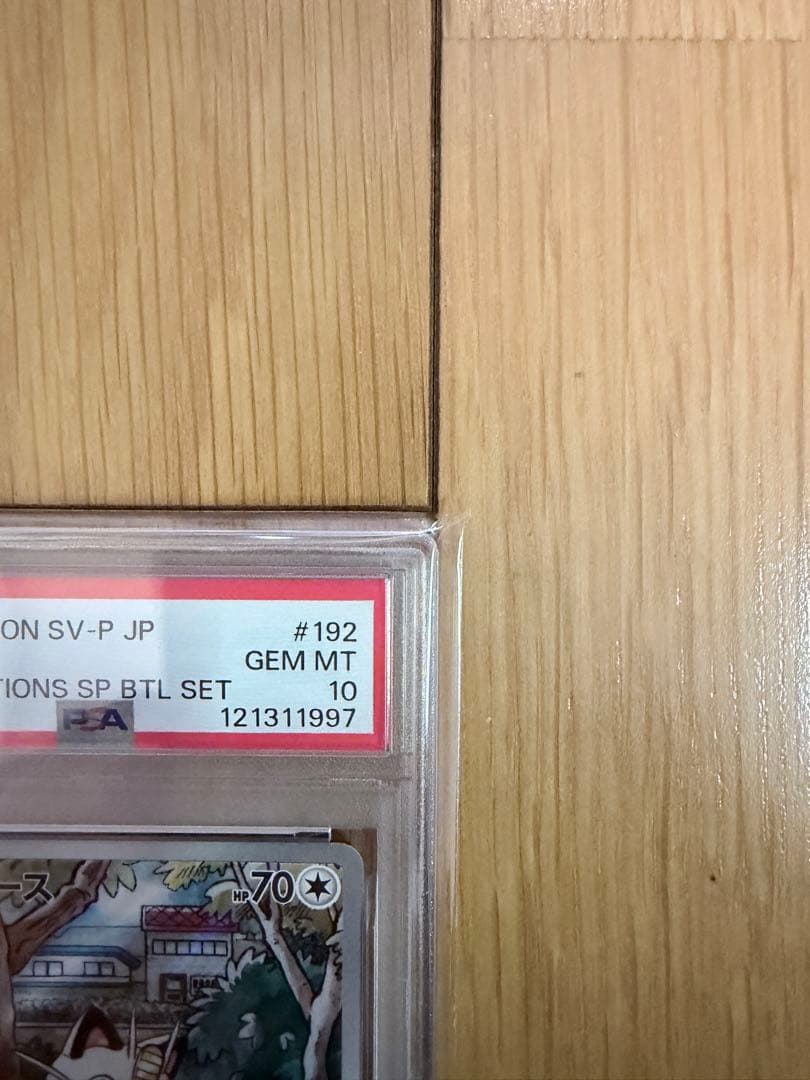 ON SV-P JP #192
GEM MT
TIONS SP BTL SET 10
PSA 121311997
ース HP70